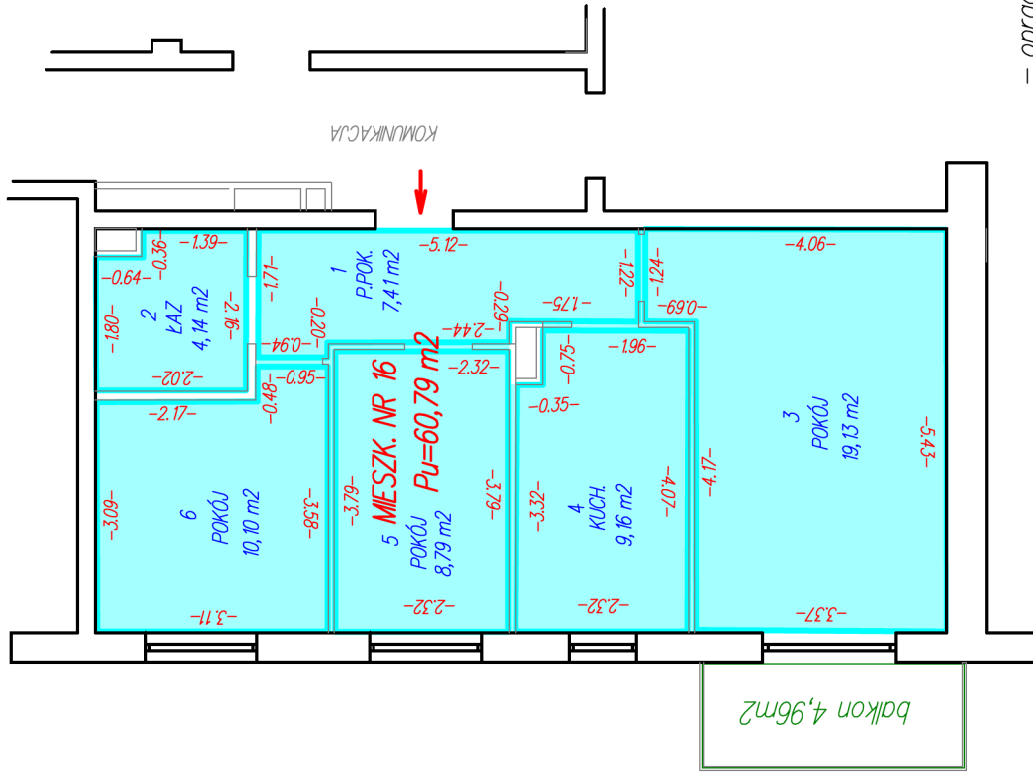 – oprac
KOMUNIKACJA
-5.12-
1
P.POK.
7,41 m2
-1.71-
-0.20-
-0.94-
-2.44-
-0.29-
-1.75-
-1.22-
-1.39-
-0.36-
-0.64-
-1.80-
2
ŁAZ
4,14 m2
-2.16-
-2.02-
-4.06-
-1.24-
-0.69-
3
POKÓJ
19,13 m2
-4.17-
-5.43-
-3.37-
-1.96-
-0.75-
-0.35-
-3.32-
4
KUCH.
9,16 m2
-4.07-
-2.32-
MIESZK. NR 16
Pu=60,79 m2
-2.32-
-3.79-
5
POKÓJ
8,79 m2
-3.79-
-2.32-
-0.95-
-0.48-
-2.17-
-3.09-
6
POKÓJ
10,10 m2
-3.58-
-3.11-
balkon 4,96m2